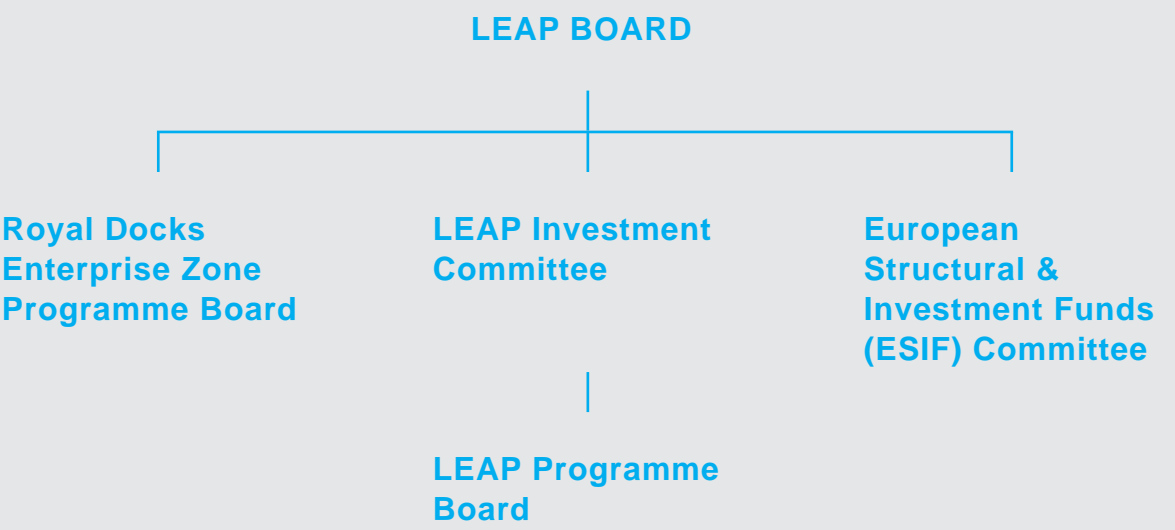 LEAP BOARD
Royal Docks
Enterprise Zone
Programme Board
LEAP Investment
Committee
European
Structural &
Investment Funds
(ESIF) Committee
LEAP Programme
Board